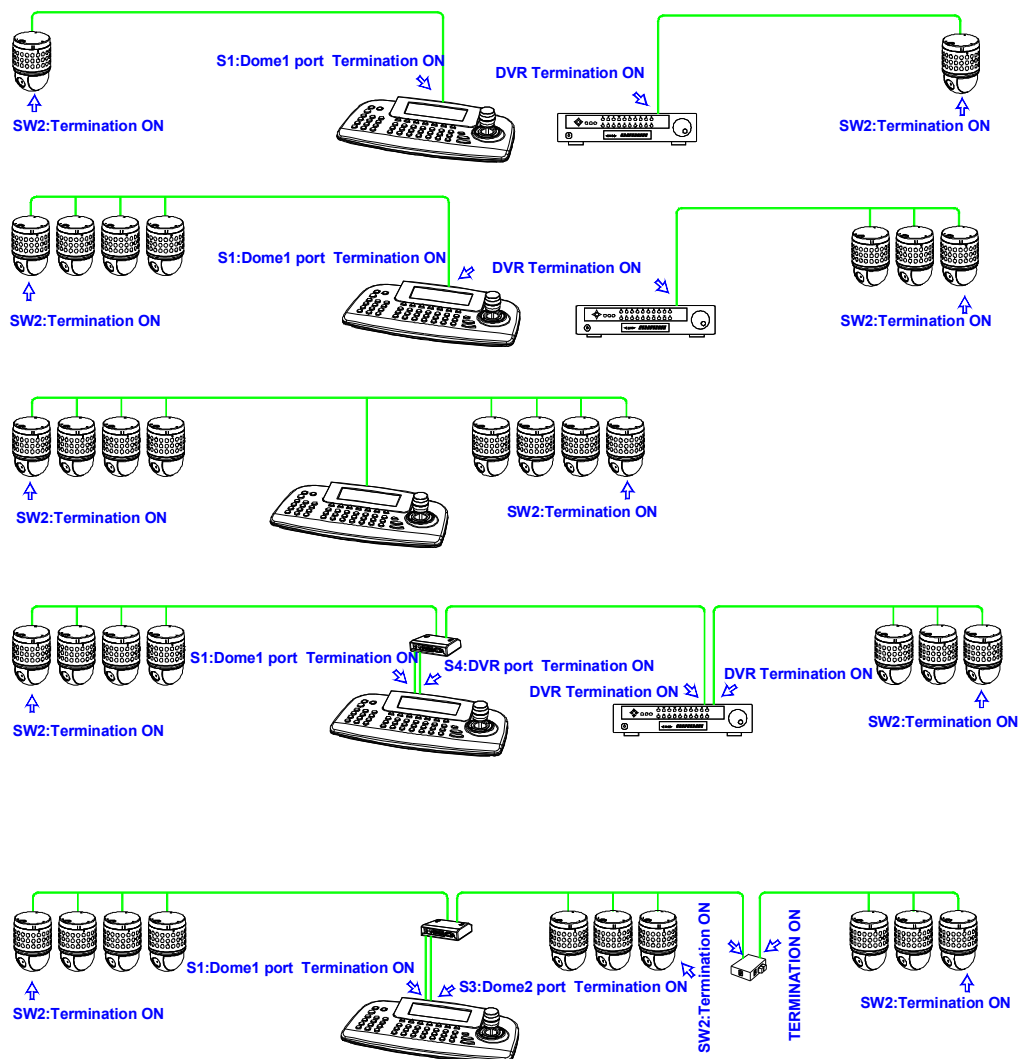 S1:Dome1 port Termination ON
DVR Termination ON
SW2:Termination ON
SW2:Termination ON
S1:Dome1 port Termination ON
DVR Termination ON
SW2:Termination ON
SW2:Termination ON
SW2:Termination ON
SW2:Termination ON
S1:Dome1 port Termination ON
S4:DVR port Termination ON
DVR Termination ON
DVR Termination ON
SW2:Termination ON
SW2:Termination ON
S1:Dome1 port Termination ON
S3:Dome2 port Termination ON
SW2:Termination ON
TERMINATION ON
SW2:Termination ON
SW2:Termination ON